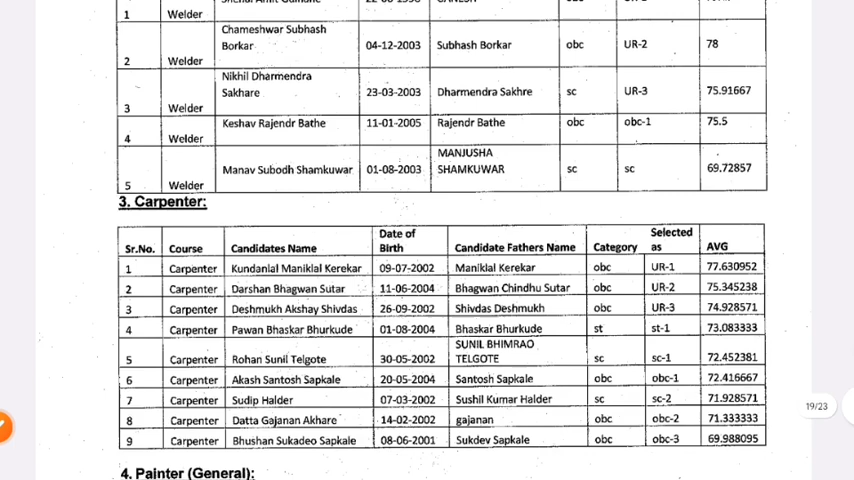 1 Welder
2 Welder Chameshwar Subhash Borkar 04-12-2003 Subhash Borkar obc UR-2 78
3 Welder Nikhil Dharmendra Sakhare 23-03-2003 Dharmendra Sakhre sc UR-3 75.91667
4 Welder Keshav Rajendr Bathe 11-01-2005 Rajendr Bathe obc obc-1 75.5
5 Welder Manav Subodh Shamkuwar 01-08-2003 MANJUSHA SHAMKUWAR sc sc 69.72857
3. Carpenter:
Sr.No. Course Candidates Name Date of Birth Candidate Fathers Name Category Selected as AVG
1 Carpenter Kundanlal Maniklal Kerekar 09-07-2002 Maniklal Kerekar obc UR-1 77.630952
2 Carpenter Darshan Bhagwan Sutar 11-06-2004 Bhagwan Chindhu Sutar obc UR-2 75.345238
3 Carpenter Deshmukh Akshay Shivdas 26-09-2002 Shivdas Deshmukh obc UR-3 74.928571
4 Carpenter Pawan Bhaskar Bhurkude 01-08-2004 Bhaskar Bhurkude st st-1 73.083333
5 Carpenter Rohan Sunil Telgote 30-05-2002 SUNIL BHIMRAO TELGOTE sc sc-1 72.452381
6 Carpenter Akash Santosh Sapkale 20-05-2004 Santosh Sapkale obc obc-1 72.416667
7 Carpenter Sudip Halder 07-03-2002 Sushil Kumar Halder sc sc-2 71.928571
8 Carpenter Datta Gajanan Akhare 14-02-2002 gajanan obc obc-2 71.333333
9 Carpenter Bhushan Sukadeo Sapkale 08-06-2001 Sukdev Sapkale obc obc-3 69.988095
19/23
4. Painter (General):